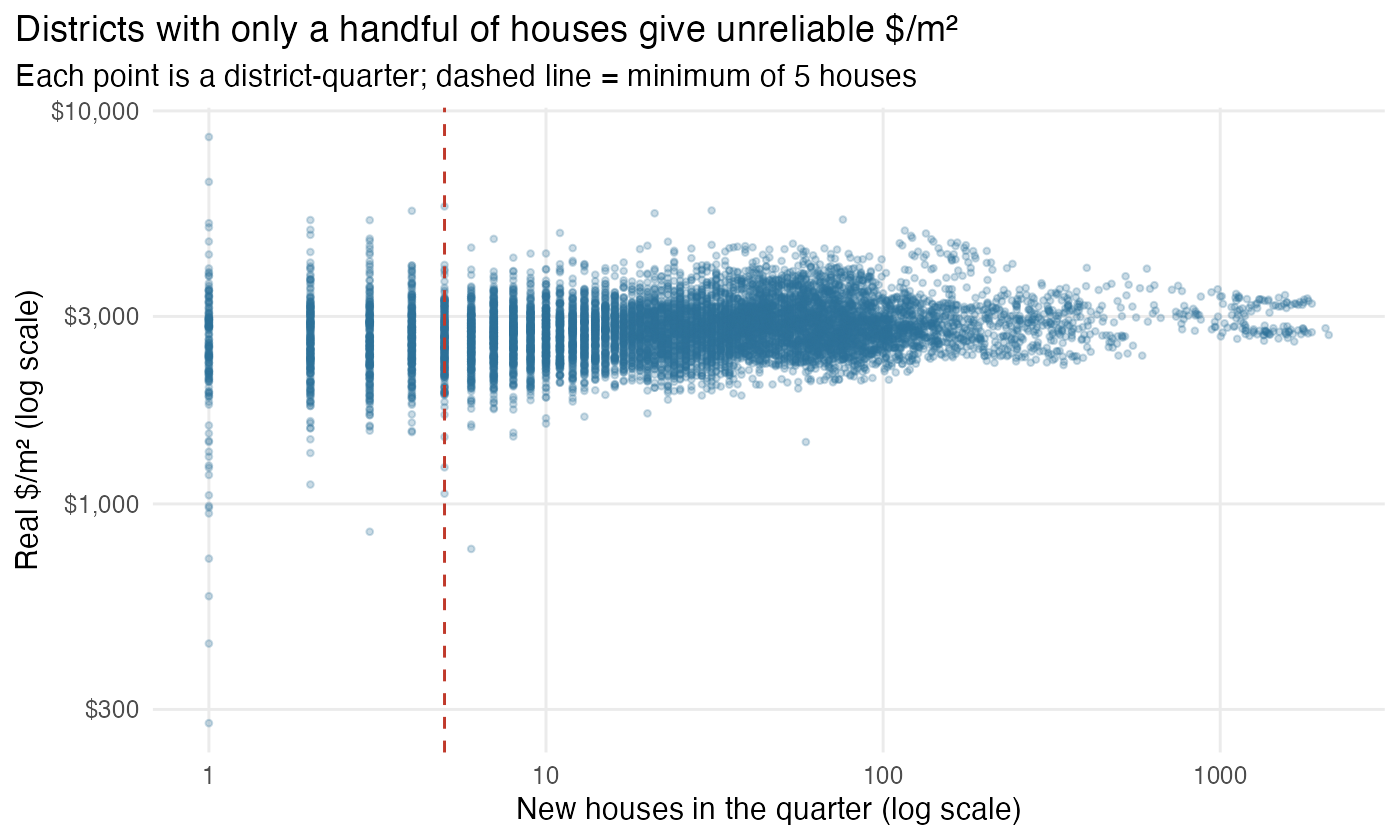 Districts with only a handful of houses give unreliable $/m²
Each point is a district-quarter; dashed line = minimum of 5 houses
$10,000
$3,000
$1,000
$300
Real $/m² (log scale)
1
10
100
1000
New houses in the quarter (log scale)